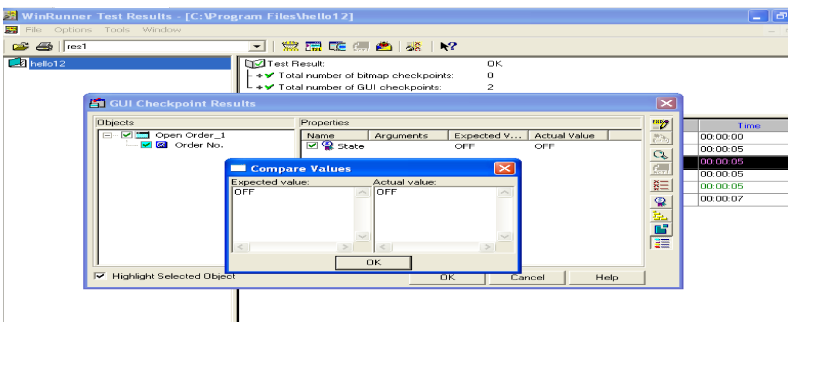 WinRunner Test Results - [C:\Program Files\hello12]
File Options Tools Window
res1
hello12
Test Result: OK
Total number of bitmap checkpoints: 0
Total number of GUI checkpoints: 2
GUI Checkpoint Results
Objects
Properties
Name Arguments Expected V... Actual Value
Open Order_1
State OFF OFF
Order No.
Time
00:00:00
00:00:05
00:00:05
00:00:05
00:00:05
00:00:07
Compare Values
Expected value: Actual value:
OFF OFF
OK
Highlight Selected Object
OK Cancel Help